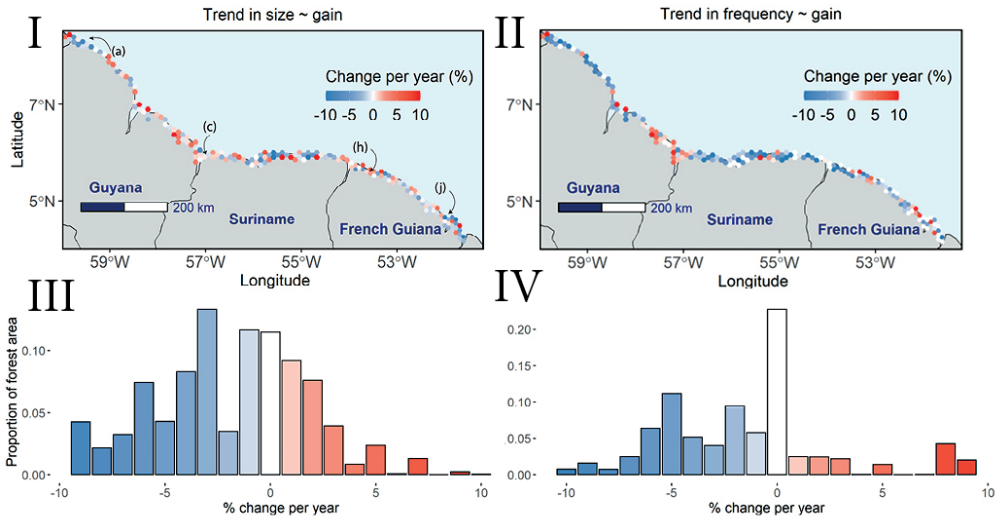 I
Trend in size ~ gain
(a)
Change per year (%)
-10 -5 0 5 10
7°N
(c)
Latitude
(h)
5°N
Guyana
(j)
200 km
Suriname
French Guiana
59°W 57°W 55°W 53°W
Longitude
II
Trend in frequency ~ gain
Change per year (%)
-10 -5 0 5 10
7°N
5°N
Guyana
200 km
Suriname
French Guiana
59°W 57°W 55°W 53°W
Longitude
III
Proportion of forest area
0.10
0.05
0.00
-10 -5 0 5 10
% change per year
IV
0.20
0.15
0.10
0.05
0.00
-10 -5 0 5 10
% change per year